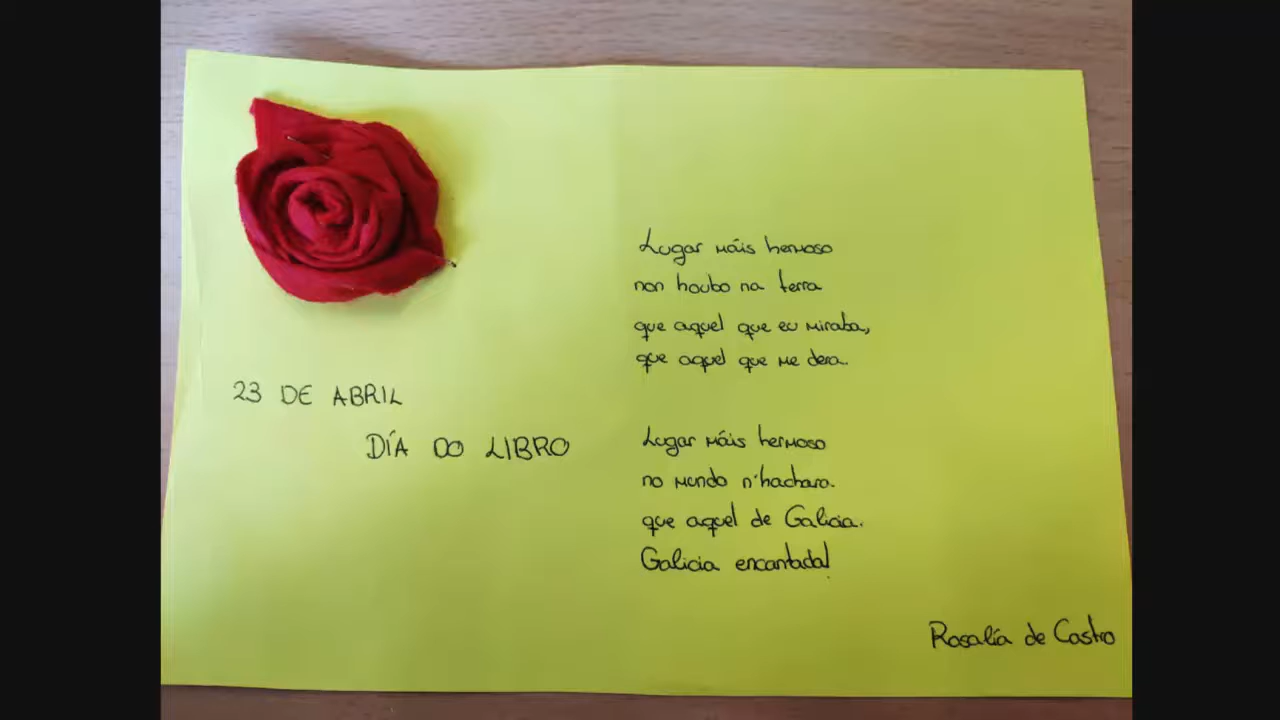 23 DE ABRIL
DÍA DO LIBRO
Lugar máis hermoso
non houbo na terra
que aquel que eu miraba,
que aquel que me dera.
Lugar máis hermoso
no mundo n'hachara.
que aquel de Galicia.
Galicia encantada!
Rosalía de Castro